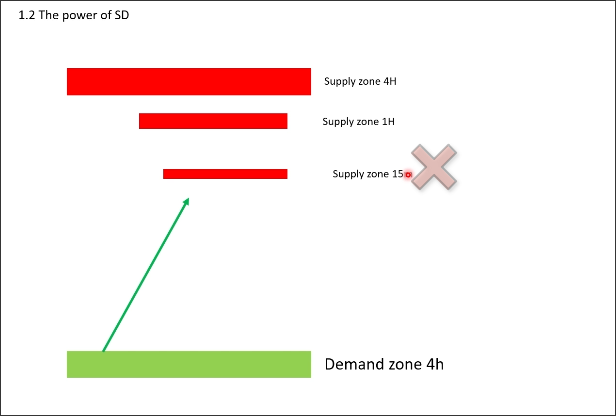 1.2 The power of SD
Supply zone 4H
Supply zone 1H
Supply zone 15
Demand zone 4h